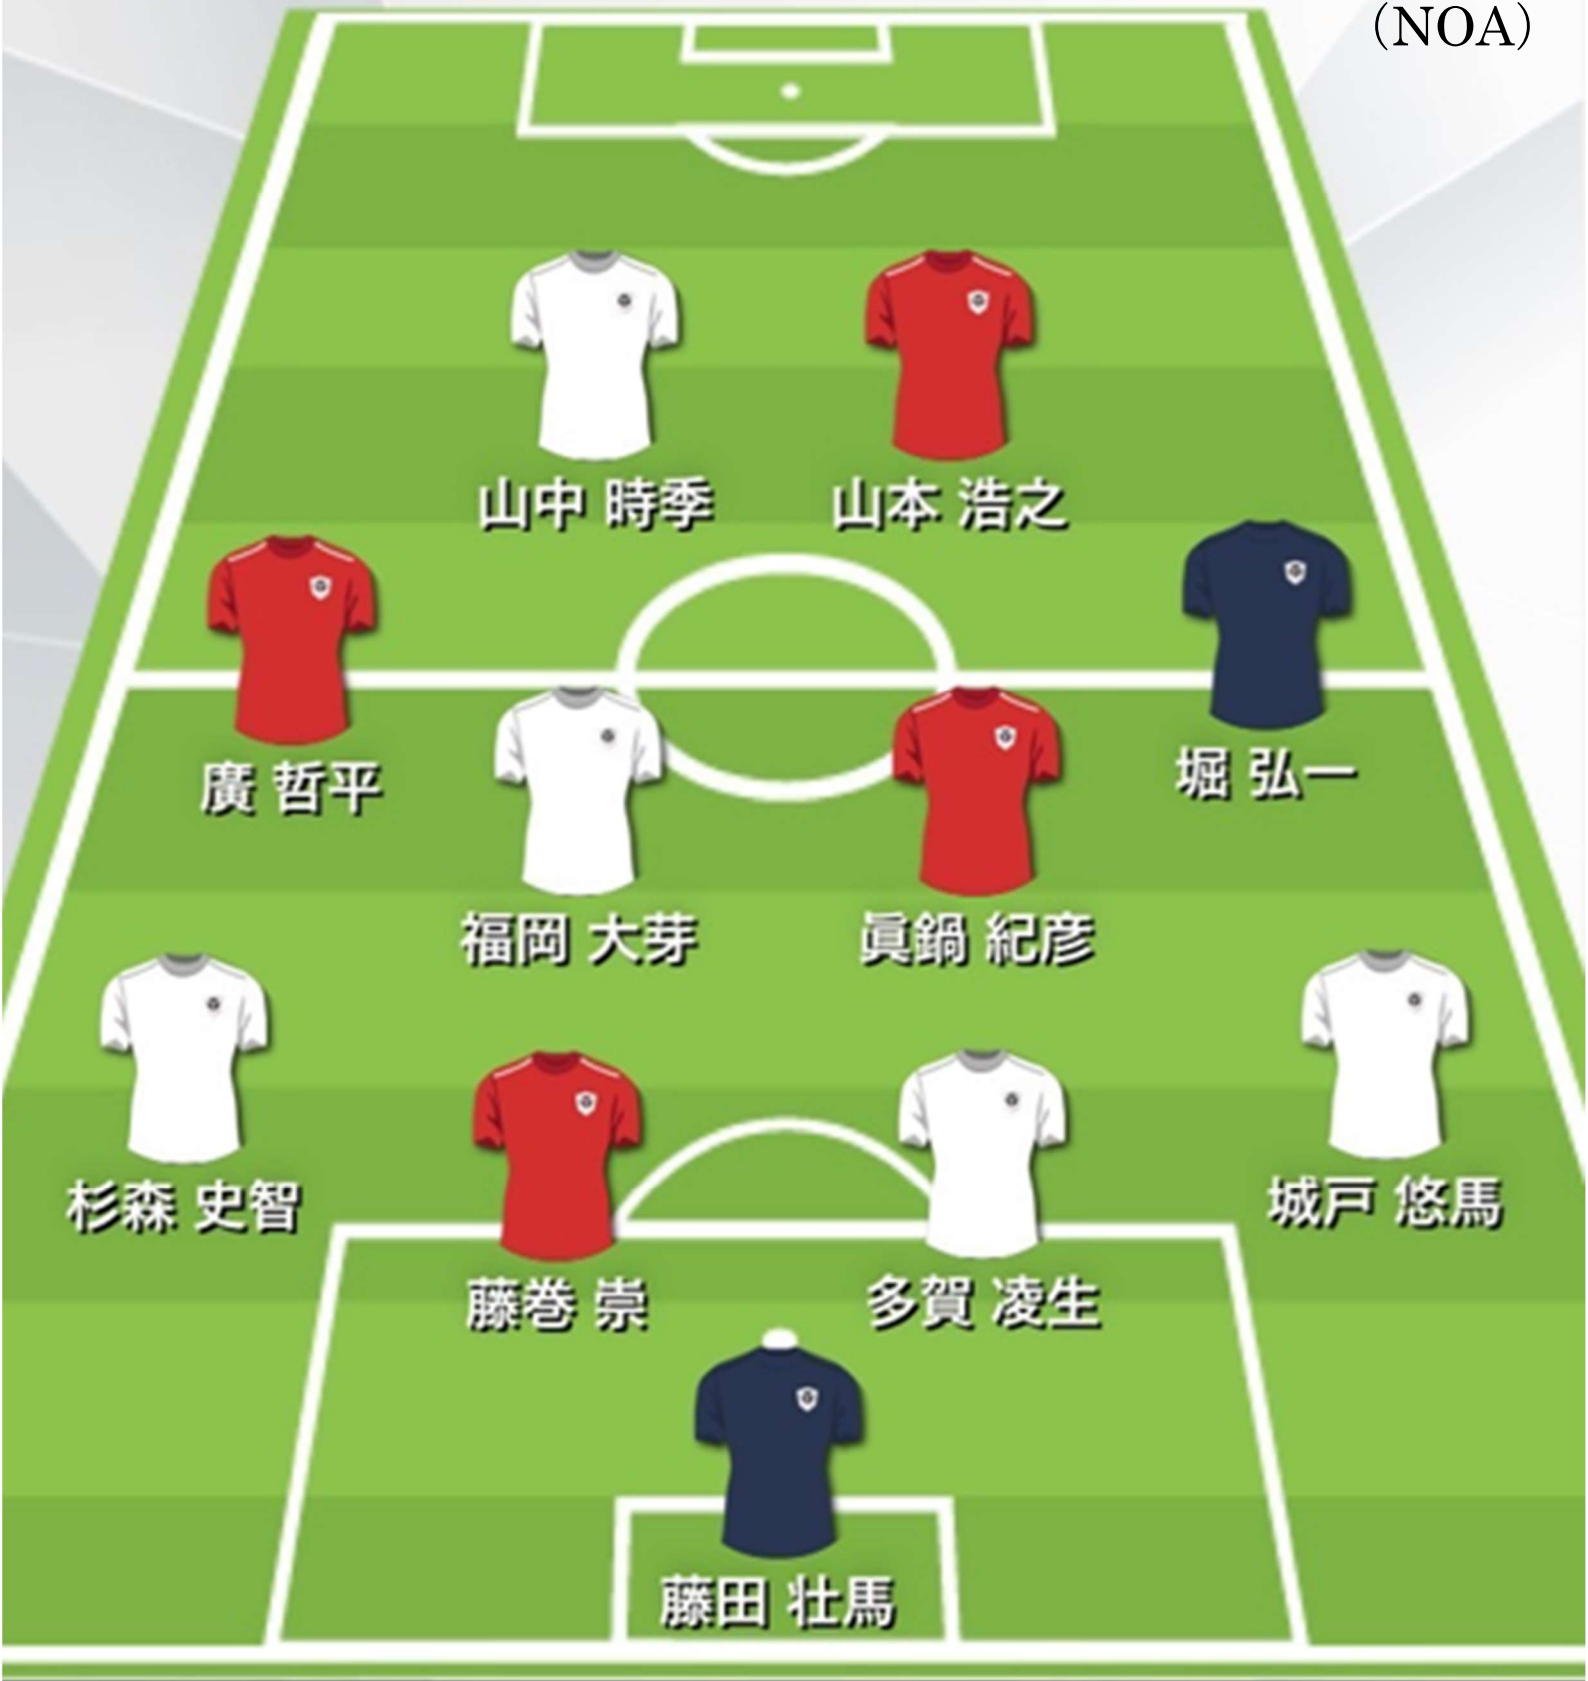 (NOA)
山中 時季
山本 浩之
廣 哲平
堀 弘一
福岡 大芽
眞鍋 紀彦
杉森 史智
城戸 悠馬
藤巻 崇
多賀 凌生
藤田 壮馬